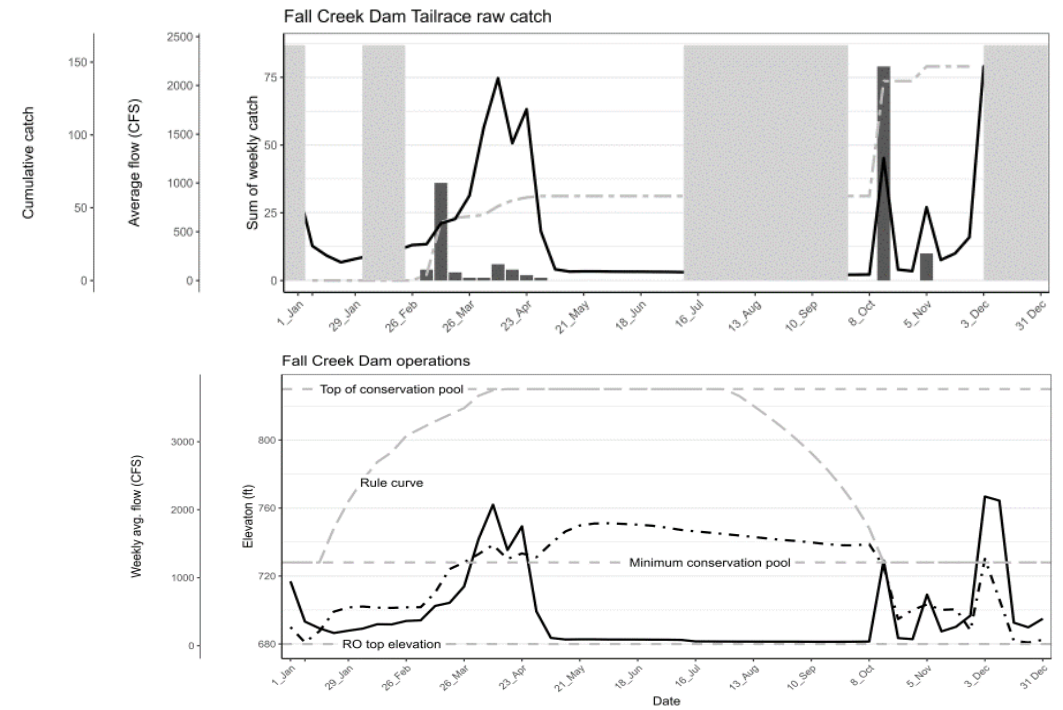 Fall Creek Dam Tailrace raw catch
Cumulative catch
150
100
50
0
Average flow (CFS)
2500
2000
1500
1000
500
0
Sum of weekly catch
75
50
25
0
1_Jan 29_Jan 26_Feb 26_Mar 23_Apr 21_May 18_Jun 16_Jul 13_Aug 10_Sep 8_Oct 5_Nov 3_Dec 31 Dec
Fall Creek Dam operations
Weekly avg. flow (CFS)
3000
2000
1000
0
Elevaton (ft)
800
760
720
680
Top of conservation pool
Rule curve
Minimum conservation pool
RO top elevation
1_Jan 29_Jan 26_Feb 26_Mar 23_Apr 21_May 18_Jun 16_Jul 13_Aug 10_Sep 8_Oct 5_Nov 3_Dec 31 Dec
Date